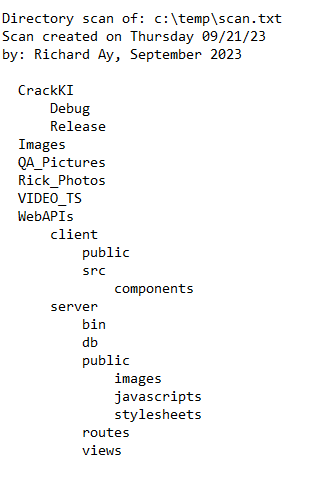 Directory scan of: c:\temp\scan.txt
Scan created on Thursday 09/21/23
by: Richard Ay, September 2023
CrackKI
Debug
Release
Images
QA_Pictures
Rick_Photos
VIDEO_TS
WebAPIs
client
public
src
components
server
bin
db
public
images
javascripts
stylesheets
routes
views